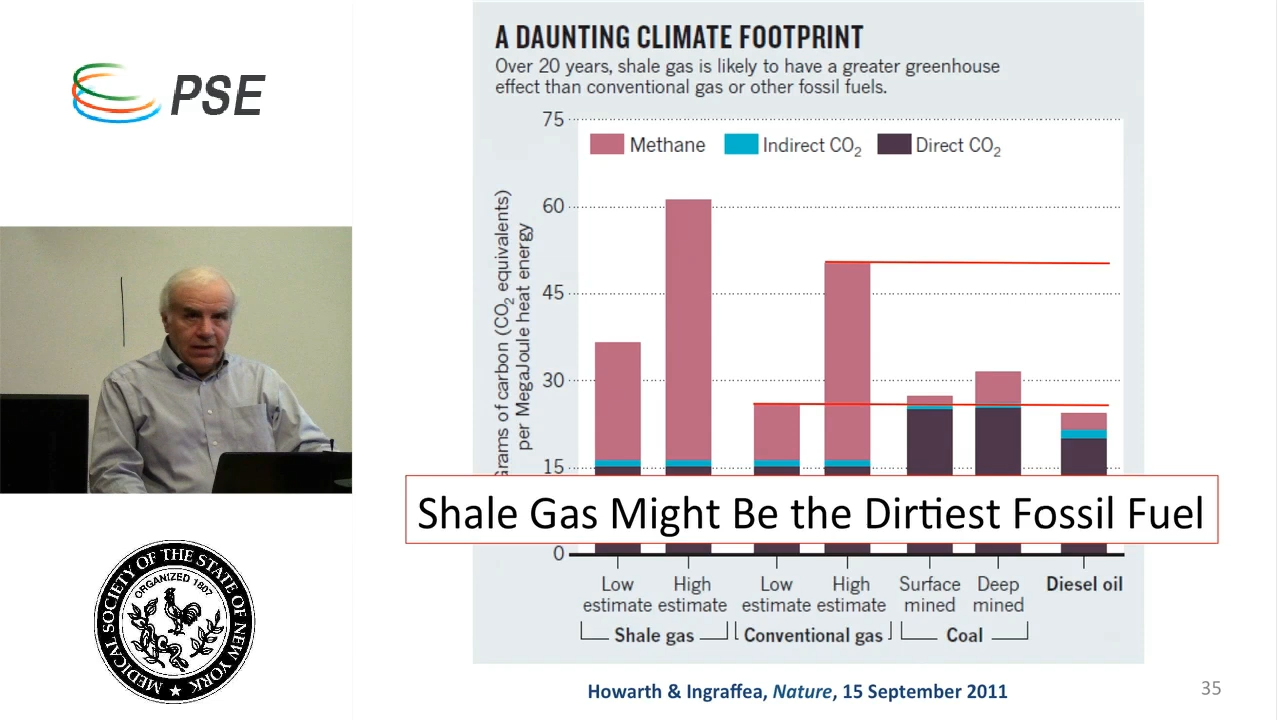 PSE
A DAUNTING CLIMATE FOOTPRINT
Over 20 years, shale gas is likely to have a greater greenhouse
effect than conventional gas or other fossil fuels.
75
Methane
Indirect CO₂
Direct CO₂
Grams of carbon (CO₂ equivalents)
per MegaJoule heat energy
60
45
30
15
Shale Gas Might Be the Dirtiest Fossil Fuel
0
Low
estimate
High
estimate
Low
estimate
High
estimate
Surface
mined
Deep
mined
Diesel oil
Shale gas
Conventional gas
Coal
MEDICAL SOCIETY OF THE STATE OF NEW YORK
ORGANIZED 1807
Howarth & Ingraffea, Nature, 15 September 2011
35